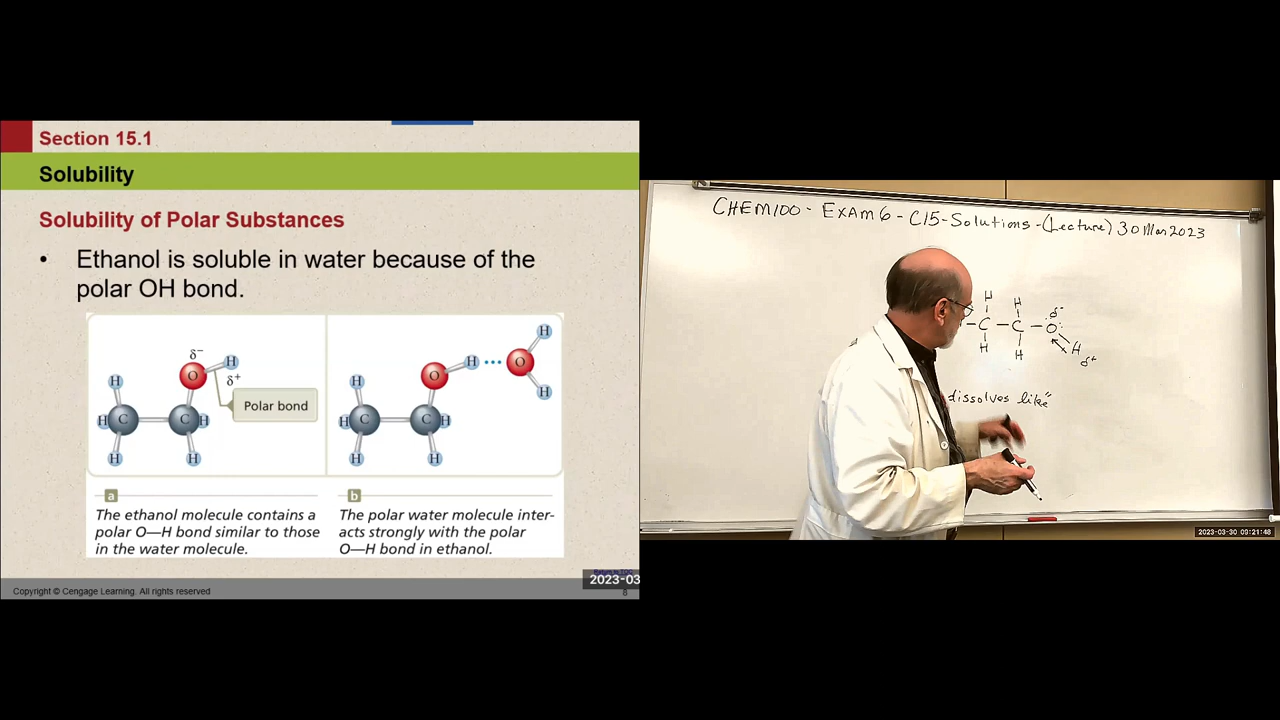 Section 15.1
Solubility
Solubility of Polar Substances
• Ethanol is soluble in water because of the
polar OH bond.
δ−
O H
δ+
H
H C C H
H H
Polar bond
H
O H ••• O
H
H
H C C H
H H
a
The ethanol molecule contains a
polar O—H bond similar to those
in the water molecule.
b
The polar water molecule inter-
acts strongly with the polar
O—H bond in ethanol.
2023-03
Copyright © Cengage Learning. All rights reserved
8
CHEM100 - EXAM 6 - C15 - Solutions - (Lecture) 30 Mar 2023
H H δ-
- C - C - O
H H H
δ+
dissolves like"
2023-03-30 09:21:48